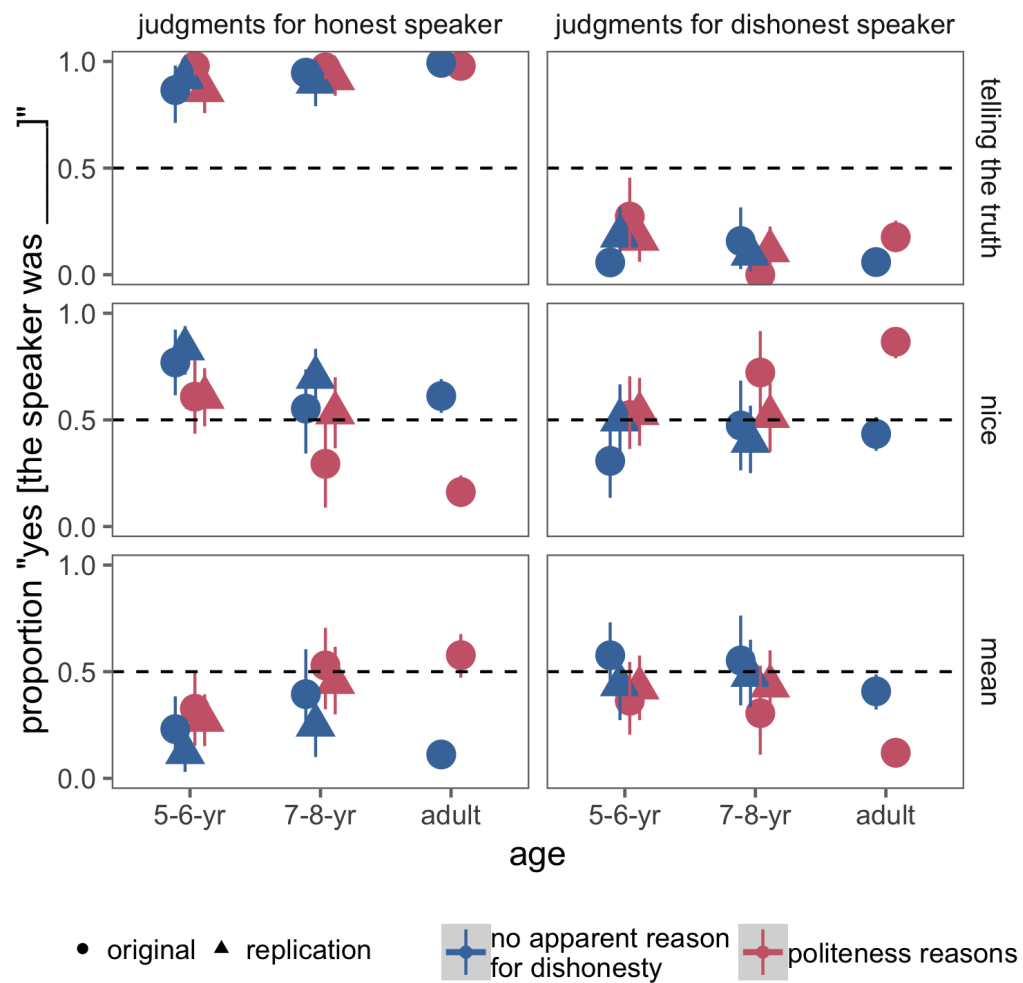 judgments for honest speaker
judgments for dishonest speaker
proportion "yes [the speaker was ______]"
1.0
0.5
0.0
telling the truth
1.0
0.5
0.0
nice
1.0
0.5
0.0
mean
5-6-yr 7-8-yr adult
5-6-yr 7-8-yr adult
age
original replication
no apparent reason
for dishonesty
politeness reasons